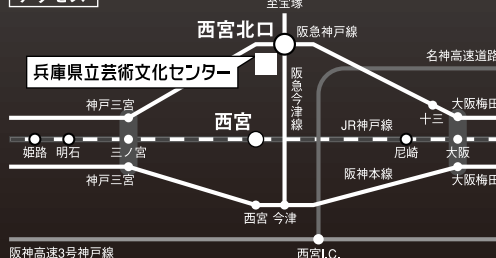 アクセス
至宝塚
西宮北口
阪急神戸線
名神高速道路
兵庫県立芸術文化センター
阪急今津線
神戸三宮
西宮
JR神戸線
十三
大阪梅田
姫路
明石
三ノ宮
尼崎
大阪
神戸三宮
阪神本線
大阪梅田
西宮
今津
阪神高速3号神戸線
西宮I.C.